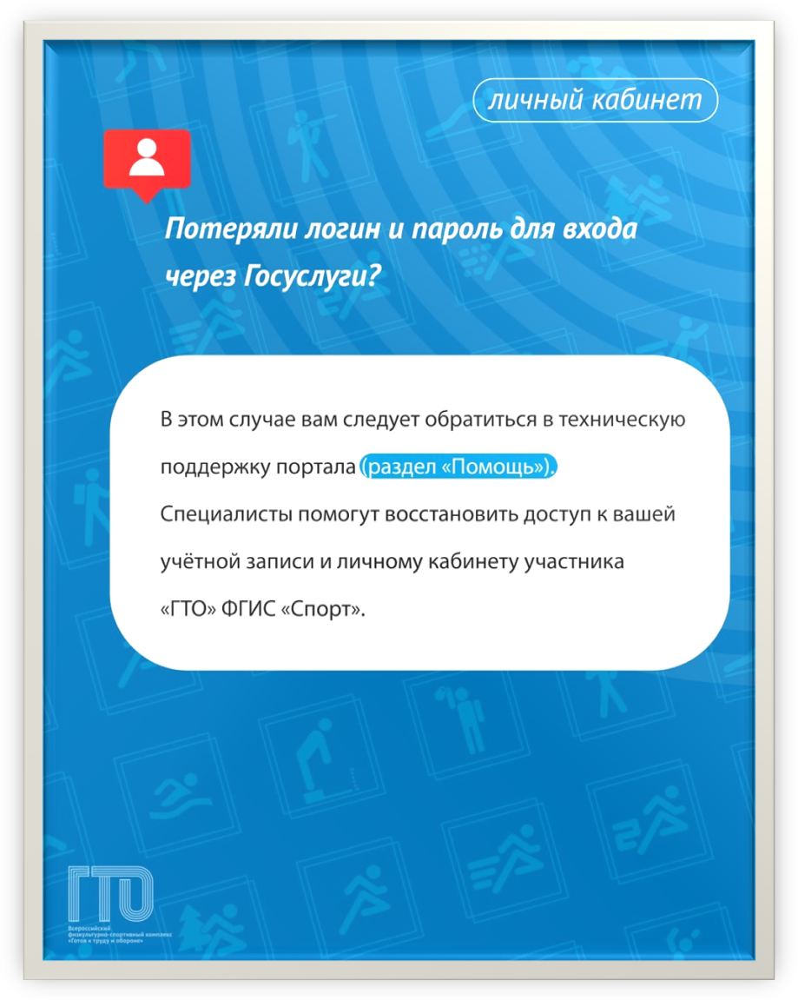 личный кабинет
Потеряли логин и пароль для входа
через Госуслуги?
В этом случае вам следует обратиться в техническую
поддержку портала (раздел «Помощь»).
Специалисты помогут восстановить доступ к вашей
учётной записи и личному кабинету участника
«ГТО» ФГИС «Спорт».
ГТО
Всероссийский
физкультурно-спортивный комплекс
«Готов к труду и обороне»